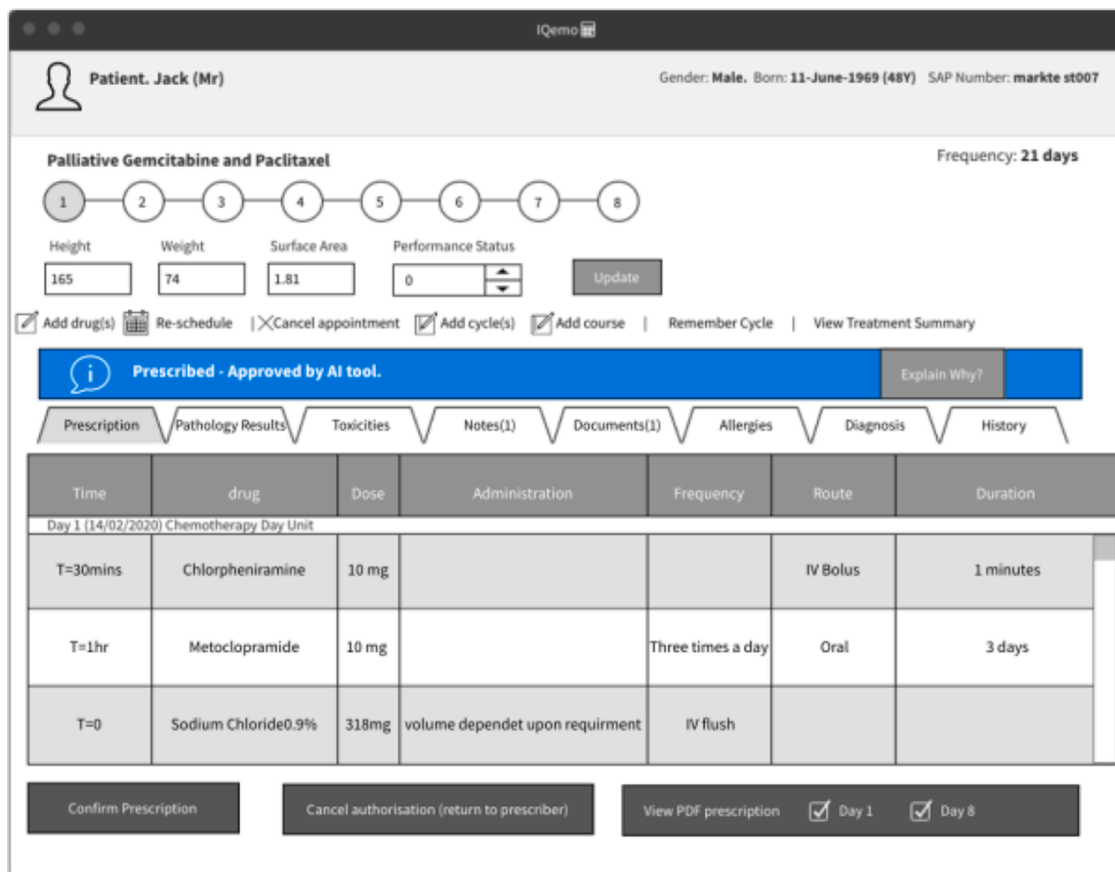 IQemo
Patient. Jack (Mr)
Gender: Male. Born: 11-June-1969 (48Y) SAP Number: markte st007
Palliative Gemcitabine and Paclitaxel
Frequency: 21 days
1 2 3 4 5 6 7 8
Height Weight Surface Area Performance Status
165 74 1.81 0 Update
Add drug(s) Re-schedule | Cancel appointment Add cycle(s) Add course | Remember Cycle | View Treatment Summary
i Prescribed - Approved by AI tool. Explain Why?
Prescription Pathology Results Toxicities Notes(1) Documents(1) Allergies Diagnosis History
Time drug Dose Administration Frequency Route Duration
Day 1 (14/02/2020) Chemotherapy Day Unit
T=30mins Chlorpheniramine 10 mg IV Bolus 1 minutes
T=1hr Metoclopramide 10 mg Three times a day Oral 3 days
T=0 Sodium Chloride0.9% 318mg volume dependet upon requirment IV flush
Confirm Prescription Cancel authorisation (return to prescriber) View PDF prescription Day 1 Day 8